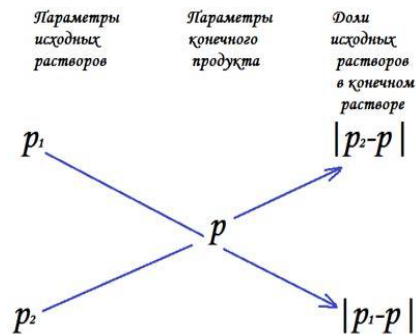 Параметры
исходных
растворов
Параметры
конечного
продукта
Доли
исходных
растворов
в конечном
растворе
p₁
|p₂-p|
p
p₂
|p₁-p|